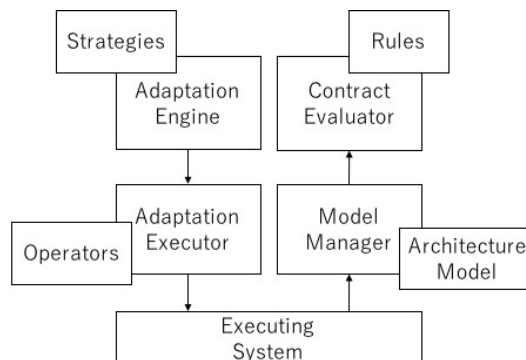 Strategies
Rules
Adaptation
Engine
Contract
Evaluator
Adaptation
Executor
Operators
Model
Manager
Architecture
Model
Executing
System